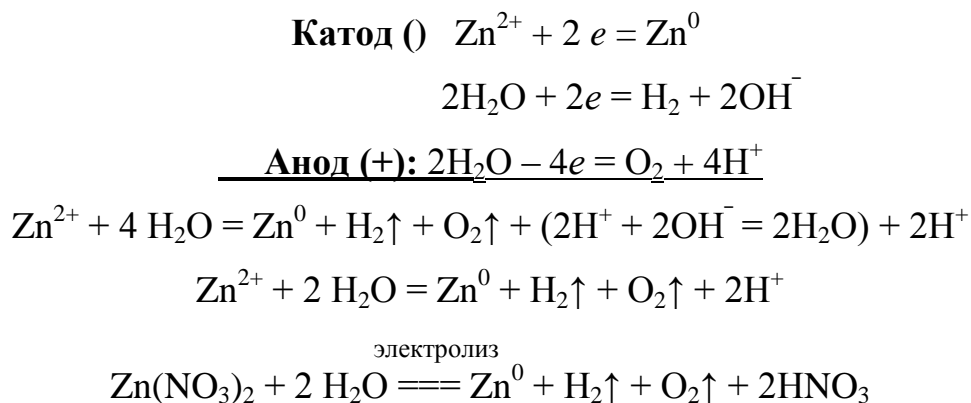 Катод () Zn²⁺ + 2 e = Zn⁰
2H₂O + 2e = H₂ + 2OH⁻
Анод (+): 2H₂O – 4e = O₂ + 4H⁺
Zn²⁺ + 4 H₂O = Zn⁰ + H₂↑ + O₂↑ + (2H⁺ + 2OH⁻ = 2H₂O) + 2H⁺
Zn²⁺ + 2 H₂O = Zn⁰ + H₂↑ + O₂↑ + 2H⁺
электролиз
Zn(NO₃)₂ + 2 H₂O === Zn⁰ + H₂↑ + O₂↑ + 2HNO₃